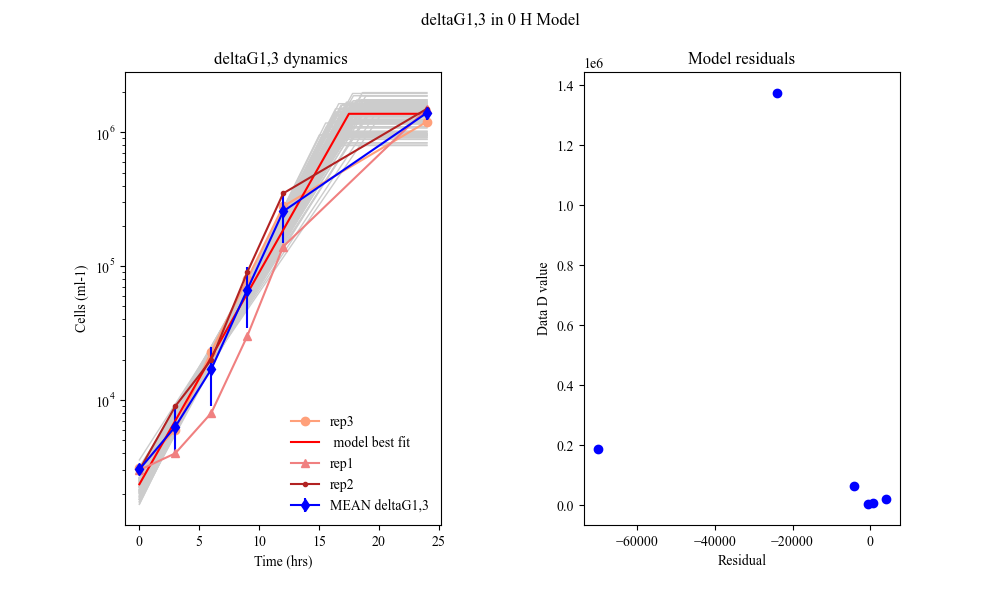 deltaG1,3 in 0 H Model
deltaG1,3 dynamics
Cells (ml-1)
10^6
10^5
10^4
0 5 10 15 20 25
Time (hrs)
rep3
model best fit
rep1
rep2
MEAN deltaG1,3
Model residuals
1e6
Data D value
1.4
1.2
1.0
0.8
0.6
0.4
0.2
0.0
−60000 −40000 −20000 0
Residual